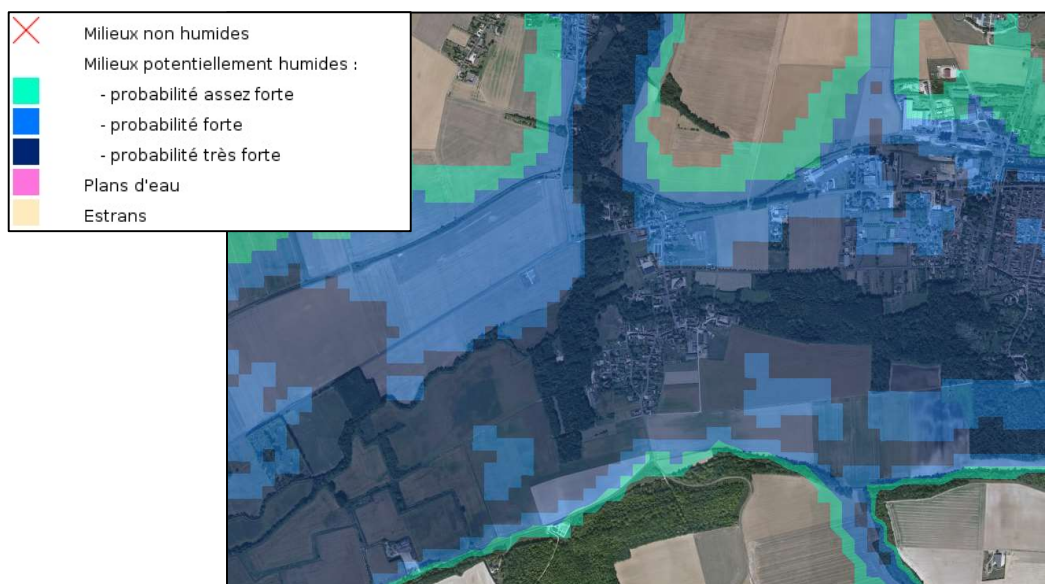 Milieux non humides
Milieux potentiellement humides :
- probabilité assez forte
- probabilité forte
- probabilité très forte
Plans d'eau
Estrans